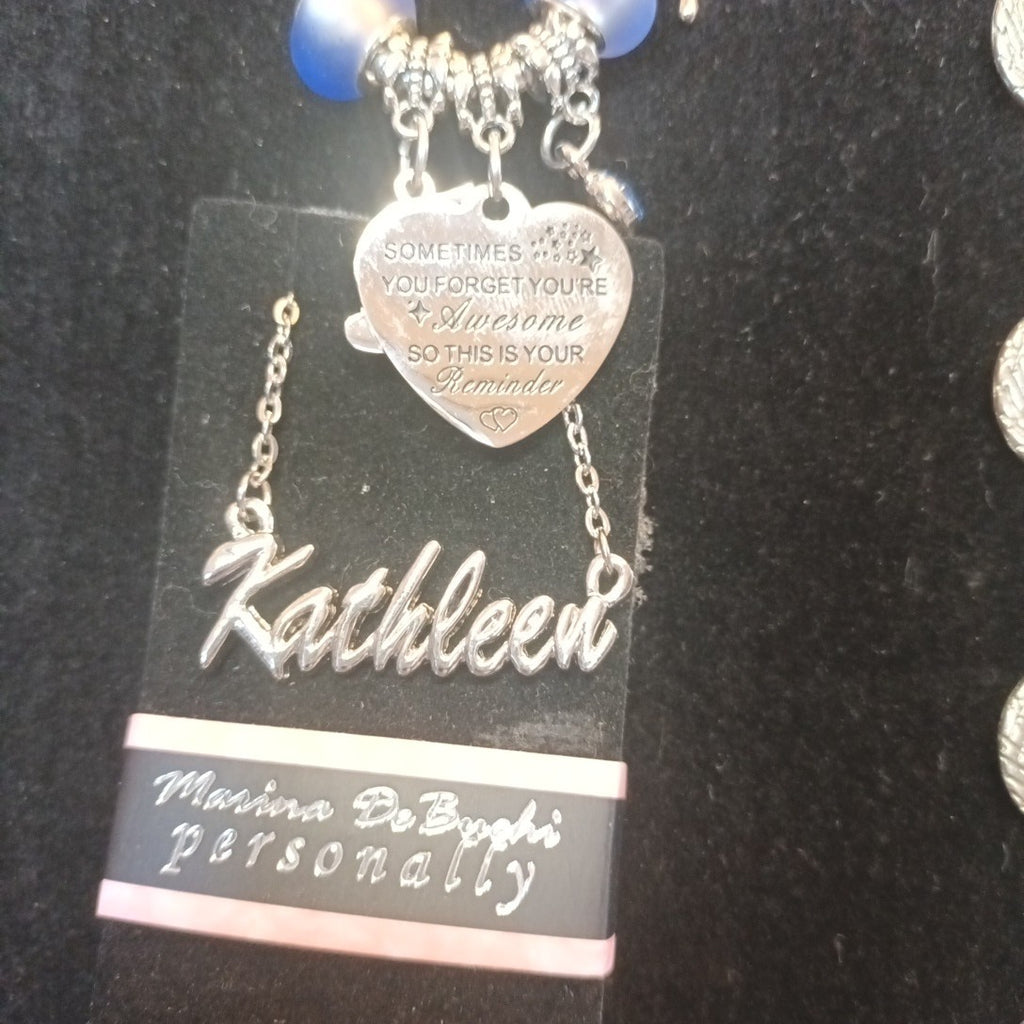 SOMETIMES
YOU FORGET YOU'RE
Awesome
SO THIS IS YOUR
Reminder
Kathleen
Marina DeBuchi
personally